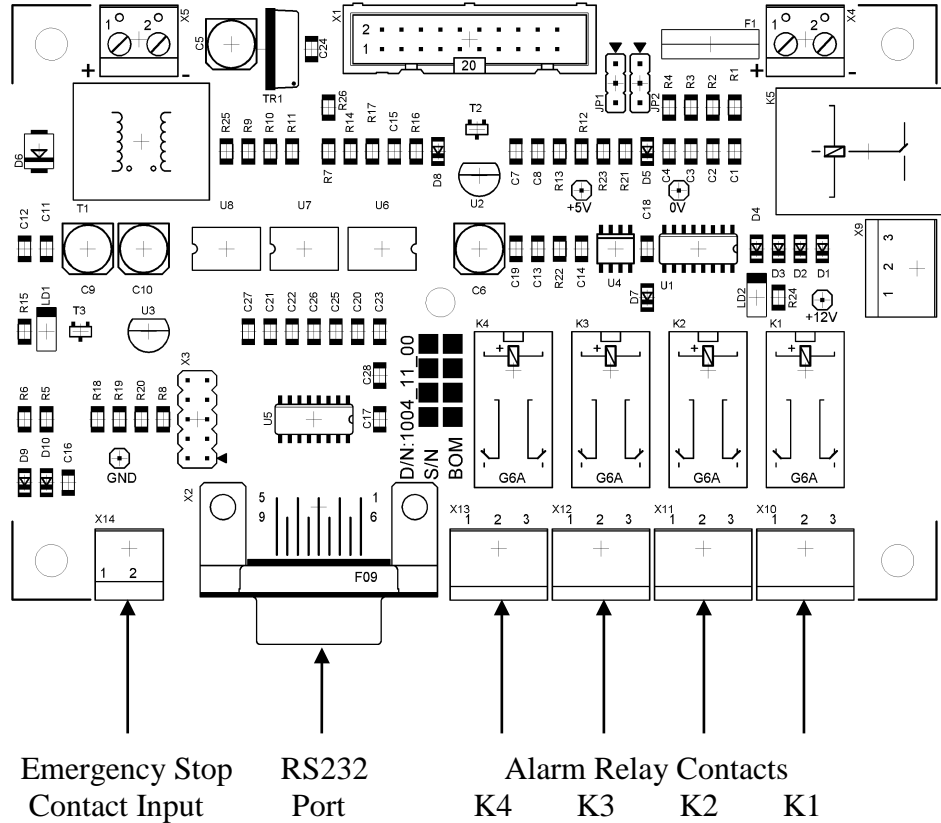 X5 X1 X4
1 2 C5 TR1 C24 2 1 20 JP1 JP2 F1 1 2
+ - + -
R26 R4 R3 R2 R1 K5
D6 T1 R25 R9 R10 R11 R7 R14 R17 C15 R16 D8 T2 U2 C7 C8 R13 R12 R23 R21 D5 C4 C3 C2 C1
+5V 0V
C12 C11 C9 C10 U8 U7 U6 C6 C19 C13 R22 C14 U4 C18 U1 D4 D3 D2 D1 X9
3
2
1
R15 LD1 T3 U3 C27 C21 C22 C26 C25 C20 C23 D7 LD2 R24 +12V
K4 K3 K2 K1
+ + + +
X3 C28
R6 R5 R18 R19 R20 R8 U5 C17
D/N:1004_11_00
S/N
BOM
D9 D10 C16 GND G6A G6A G6A G6A
X2 5 1
9 6
X14 X13 X12 X11 X10
1 2 3 1 2 3 1 2 3 1 2 3
1 2 F09
Emergency Stop RS232 Alarm Relay Contacts
Contact Input Port K4 K3 K2 K1